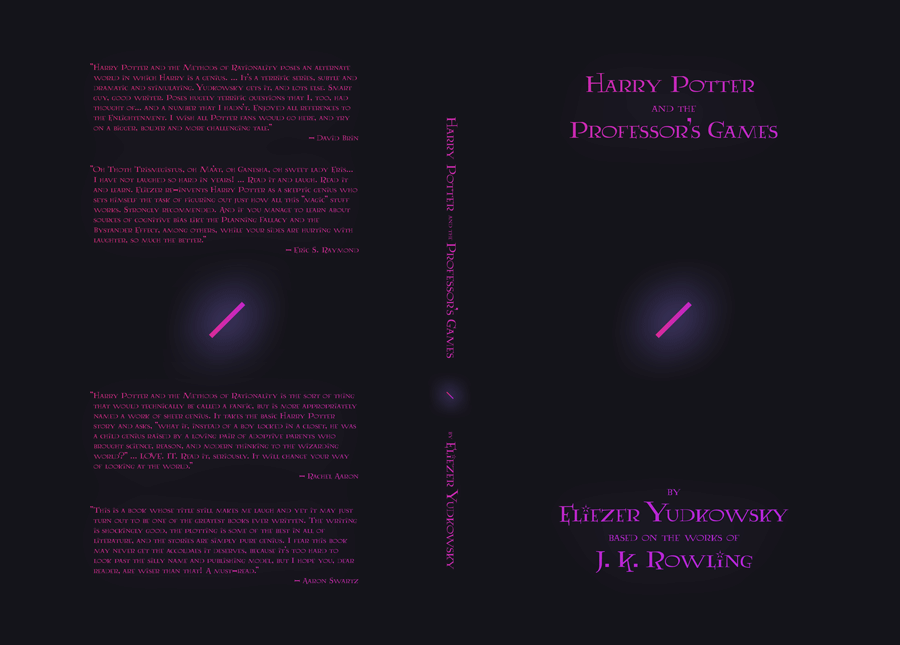 "Harry Potter and the Methods of Rationality poses an alternate
world in which Harry is a genius. ... It's a terrific series, subtle and
dramatic and stimulating. Yudkowsky gets it, and lots else. Smart
guy, good writer. Poses hugely terrific questions that I, too, had
thought of... and a number that I hadn't. Enjoyed all references to
the Enlightenment. I wish all Potter fans would go here, and try
on a bigger, bolder and more challenging tale."
— David Brin
"Oh Thoth Trismegistus, oh Ma'at, oh Ganesha, oh sweet lady Eris...
I have not laughed so hard in years! ... Read it and laugh. Read it
and learn. Eliezer re-invents Harry Potter as a skeptic genius who
sets himself the task of figuring out just how all this "magic" stuff
works. Strongly recommended. And if you manage to learn about
sources of cognitive bias like the Planning Fallacy and the
Bystander Effect, among others, while your sides are hurting with
laughter, so much the better."
— Eric S. Raymond
"Harry Potter and the Methods of Rationality is the sort of thing
that would technically be called a fanfic, but is more appropriately
named a work of sheer genius. It takes the basic Harry Potter
story and asks, "what if, instead of a boy locked in a closet, he was
a child genius raised by a loving pair of adoptive parents who
brought science, reason, and modern thinking to the wizarding
world?" ... LOVE. IT. Read it, seriously. It will change your way
of looking at the world."
— Rachel Aaron
"This is a book whose title still makes me laugh and yet it may just
turn out to be one of the greatest books ever written. The writing
is shockingly good, the plotting is some of the best in all of
literature, and the stories are simply pure genius. I fear this book
may never get the accolades it deserves, because it's too hard to
look past the silly name and publishing model, but I hope you, dear
reader, are wiser than that! A must-read."
— Aaron Swartz
Harry Potter and the Professor's Games
by Eliezer Yudkowsky
Harry Potter
and the
Professor's Games
by
Eliezer Yudkowsky
based on the works of
J. K. Rowling